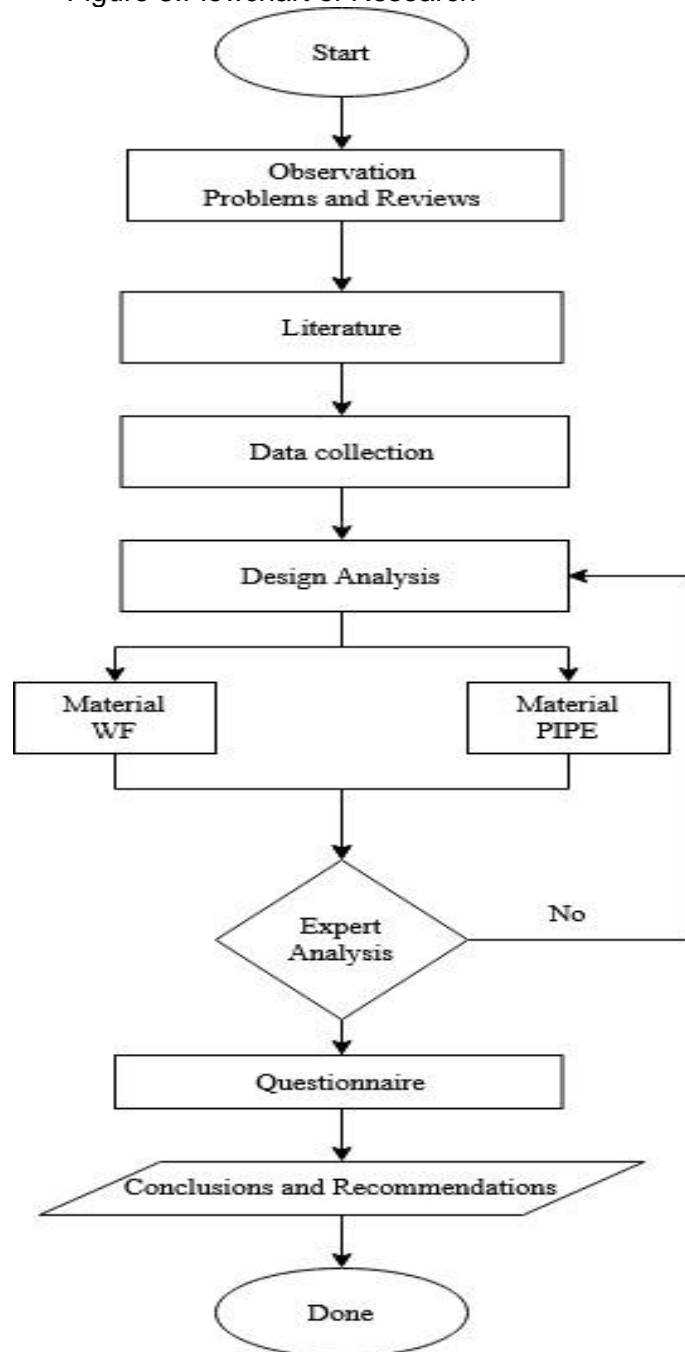 Start
Observation
Problems and Reviews
Literature
Data collection
Design Analysis
Material
WF
Material
PIPE
Expert
Analysis
No
Questionnaire
Conclusions and Recommendations
Done